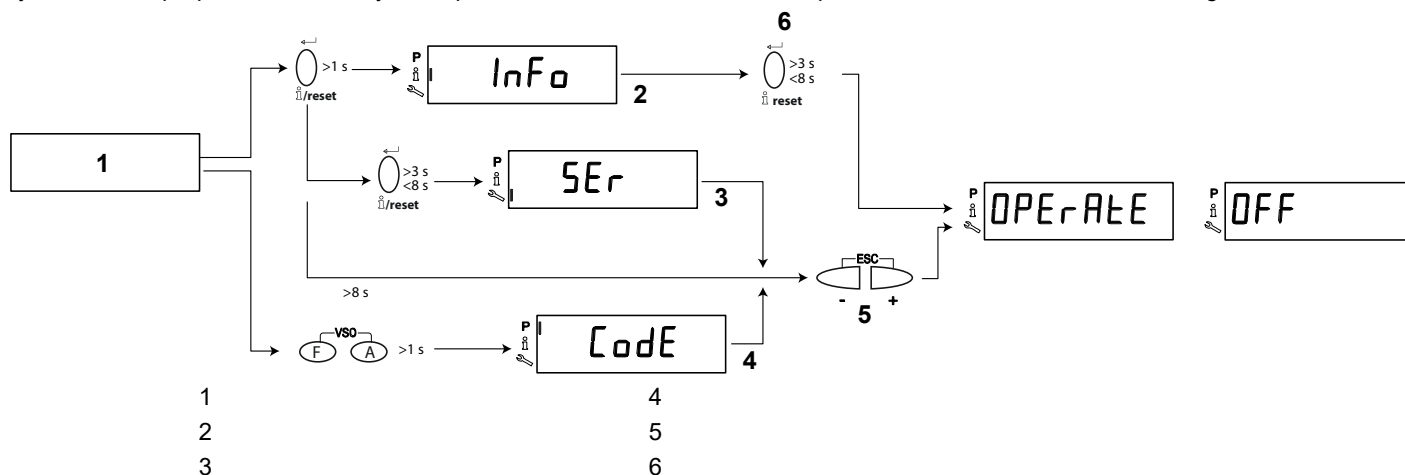 6
>1 s
P
InFo
2
>3 s
<8 s
i/reset
i reset
1
>3 s
<8 s
P
SEr
3
i/reset
P
OPErAtE
P
OFF
>8 s
ESC
- +
5
VSO
F A
>1 s
P
CodE
4
1 4
2 5
3 6